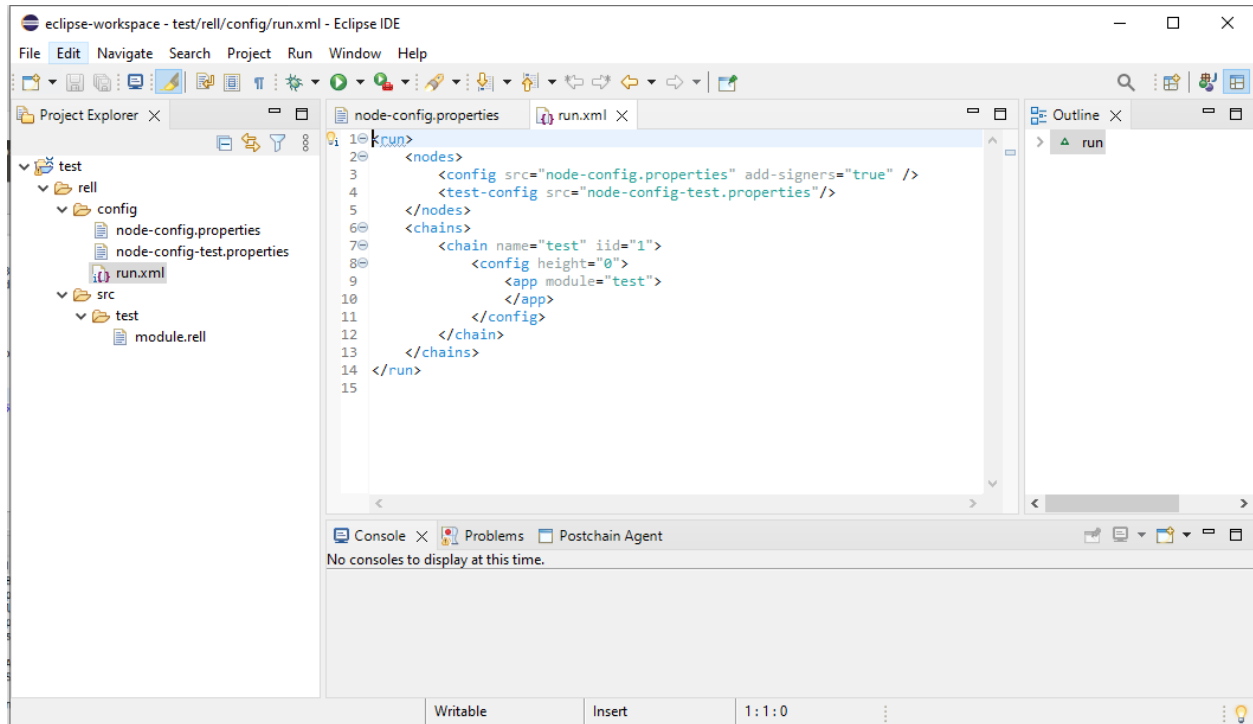 eclipse-workspace - test/rell/config/run.xml - Eclipse IDE
File Edit Navigate Search Project Run Window Help
Project Explorer
test
rell
config
node-config.properties
node-config-test.properties
run.xml
src
test
module.rell
node-config.properties run.xml
1 <run>
2     <nodes>
3         <config src="node-config.properties" add-signers="true" />
4         <test-config src="node-config-test.properties"/>
5     </nodes>
6     <chains>
7         <chain name="test" iid="1">
8             <config height="0">
9                 <app module="test">
10                 </app>
11             </config>
12         </chain>
13     </chains>
14 </run>
15
Outline
run
Console Problems Postchain Agent
No consoles to display at this time.
Writable Insert 1:1:0